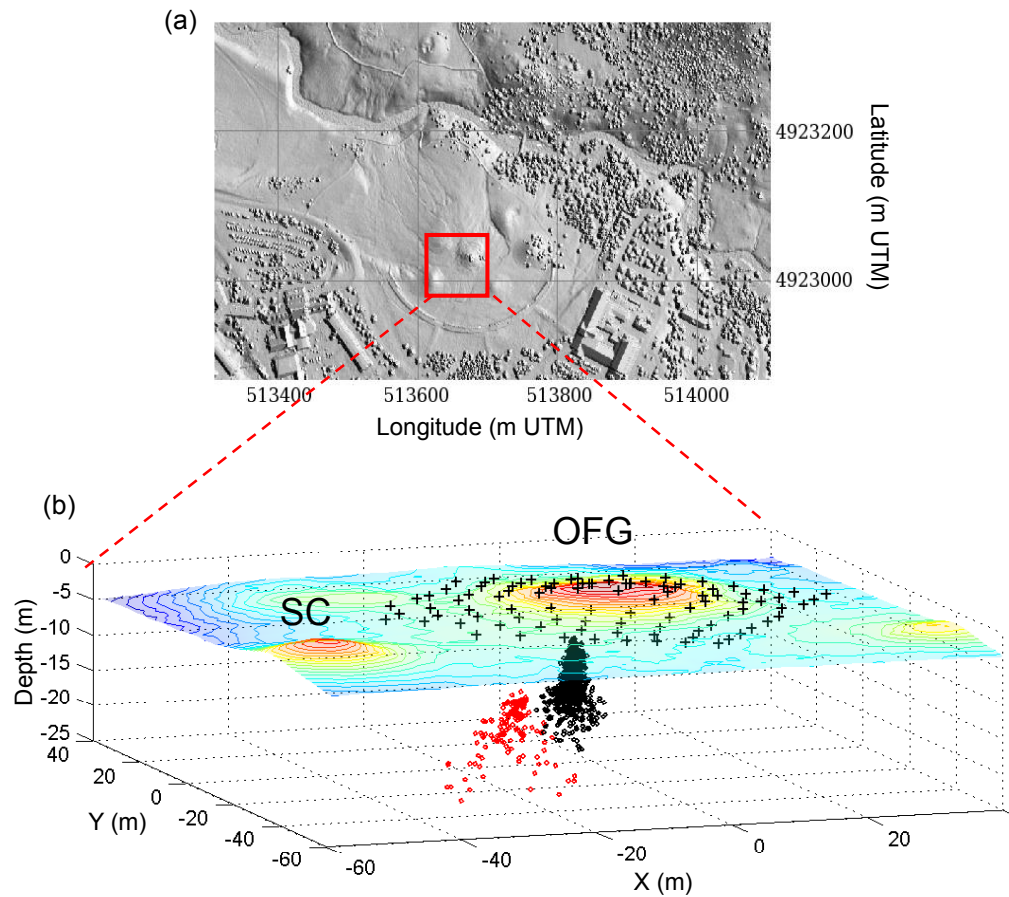 (a)
4923200
4923000
Latitude (m UTM)
513400 513600 513800 514000
Longitude (m UTM)
(b)
OFG
SC
0
-5
-10
-15
-20
-25
Depth (m)
40
20
0
-20
-40
-60
Y (m)
-60 -40 -20 0 20
X (m)